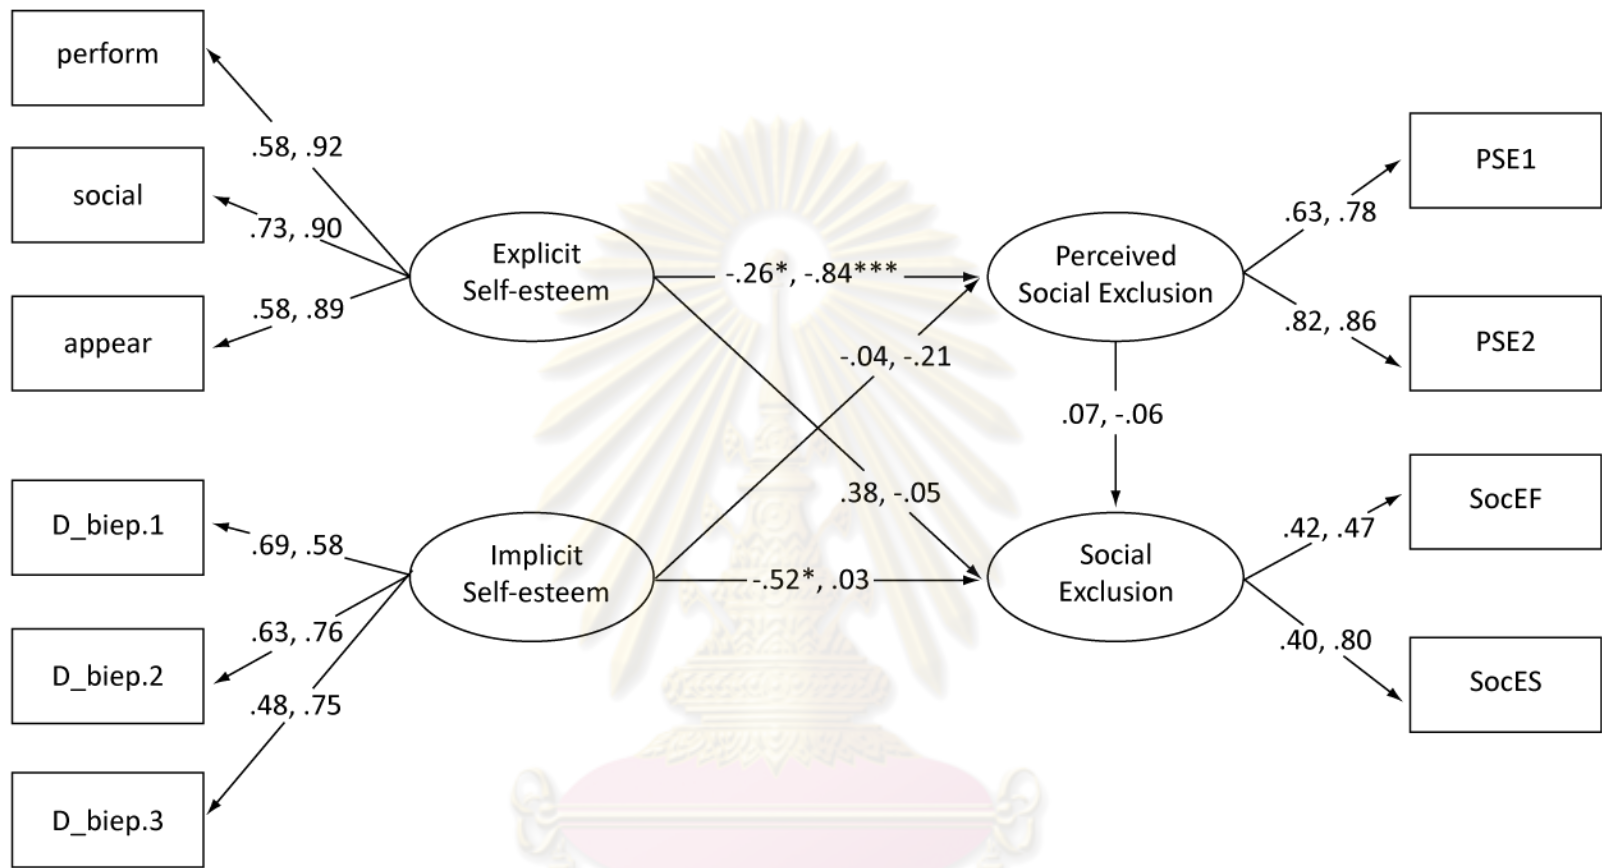 perform
.58, .92
social
.73, .90
appear
.58, .89
Explicit
Self-esteem
-.26*, -.84***
Perceived
Social Exclusion
.63, .78
PSE1
.82, .86
PSE2
-.04, -.21
.07, -.06
.38, -.05
D_biep.1
.69, .58
D_biep.2
.63, .76
D_biep.3
.48, .75
Implicit
Self-esteem
-.52*, .03
Social
Exclusion
.42, .47
SocEF
.40, .80
SocES